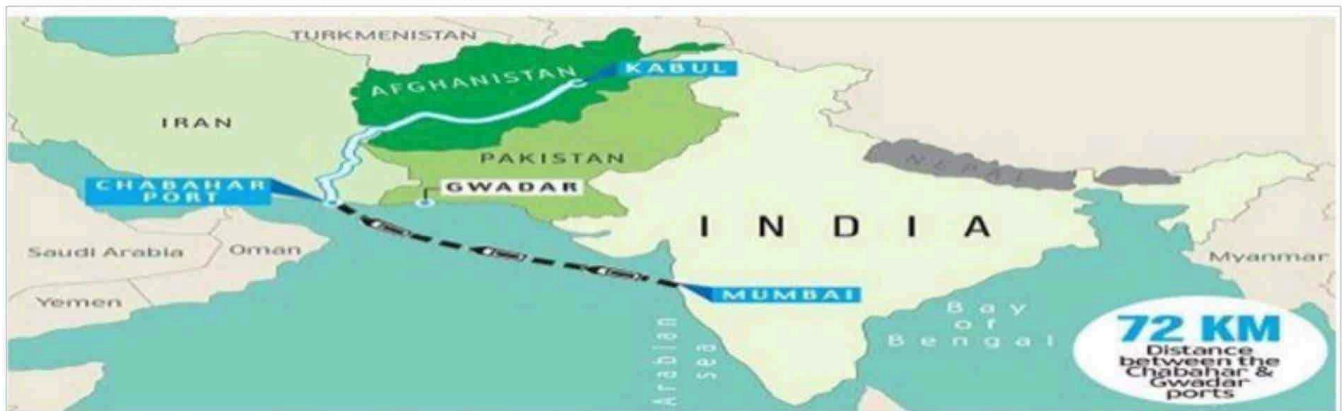 TURKMENISTAN
AFGHANISTAN
KABUL
IRAN
PAKISTAN
CHABAHAR
PORT
GWADAR
NEPAL
INDIA
Saudi Arabia
Oman
Myanmar
Yemen
MUMBAI
Arabian
sea
Bay
of
Bengal
72 KM
Distance
between the
Chabahar &
Gwadar
ports